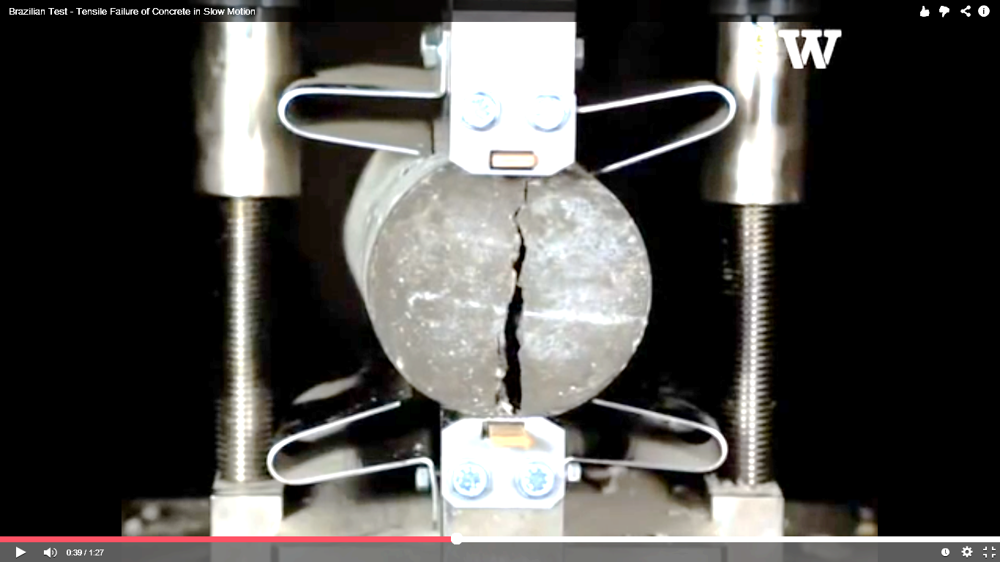 Brazilian Test - Tensile Failure of Concrete in Slow Motion
W
0:39 / 1:27